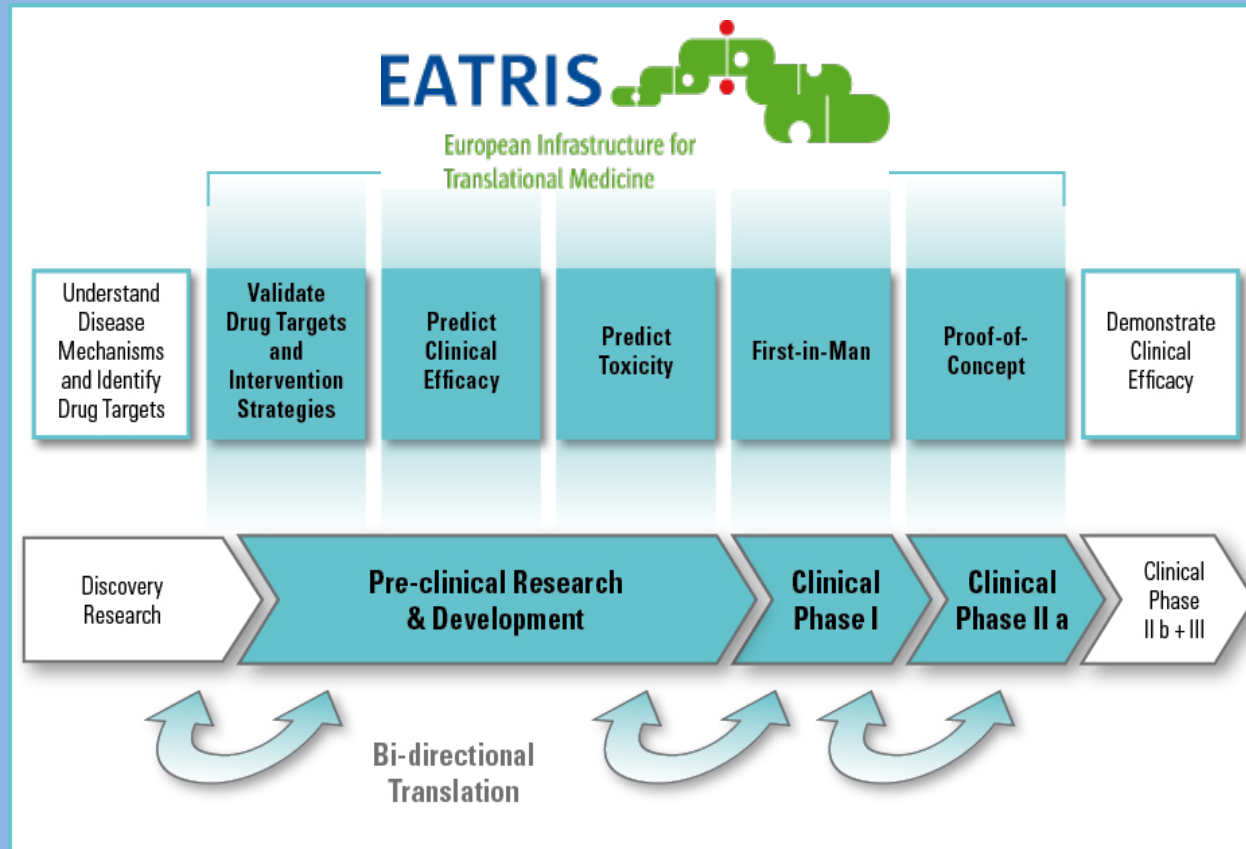 EATRIS
European Infrastructure for
Translational Medicine
Understand
Disease
Mechanisms
and Identify
Drug Targets
Validate
Drug Targets
and
Intervention
Strategies
Predict
Clinical
Efficacy
Predict
Toxicity
First-in-Man
Proof-of-
Concept
Demonstrate
Clinical
Efficacy
Discovery
Research
Pre-clinical Research
& Development
Clinical
Phase I
Clinical
Phase II a
Clinical
Phase
II b + III
Bi-directional
Translation